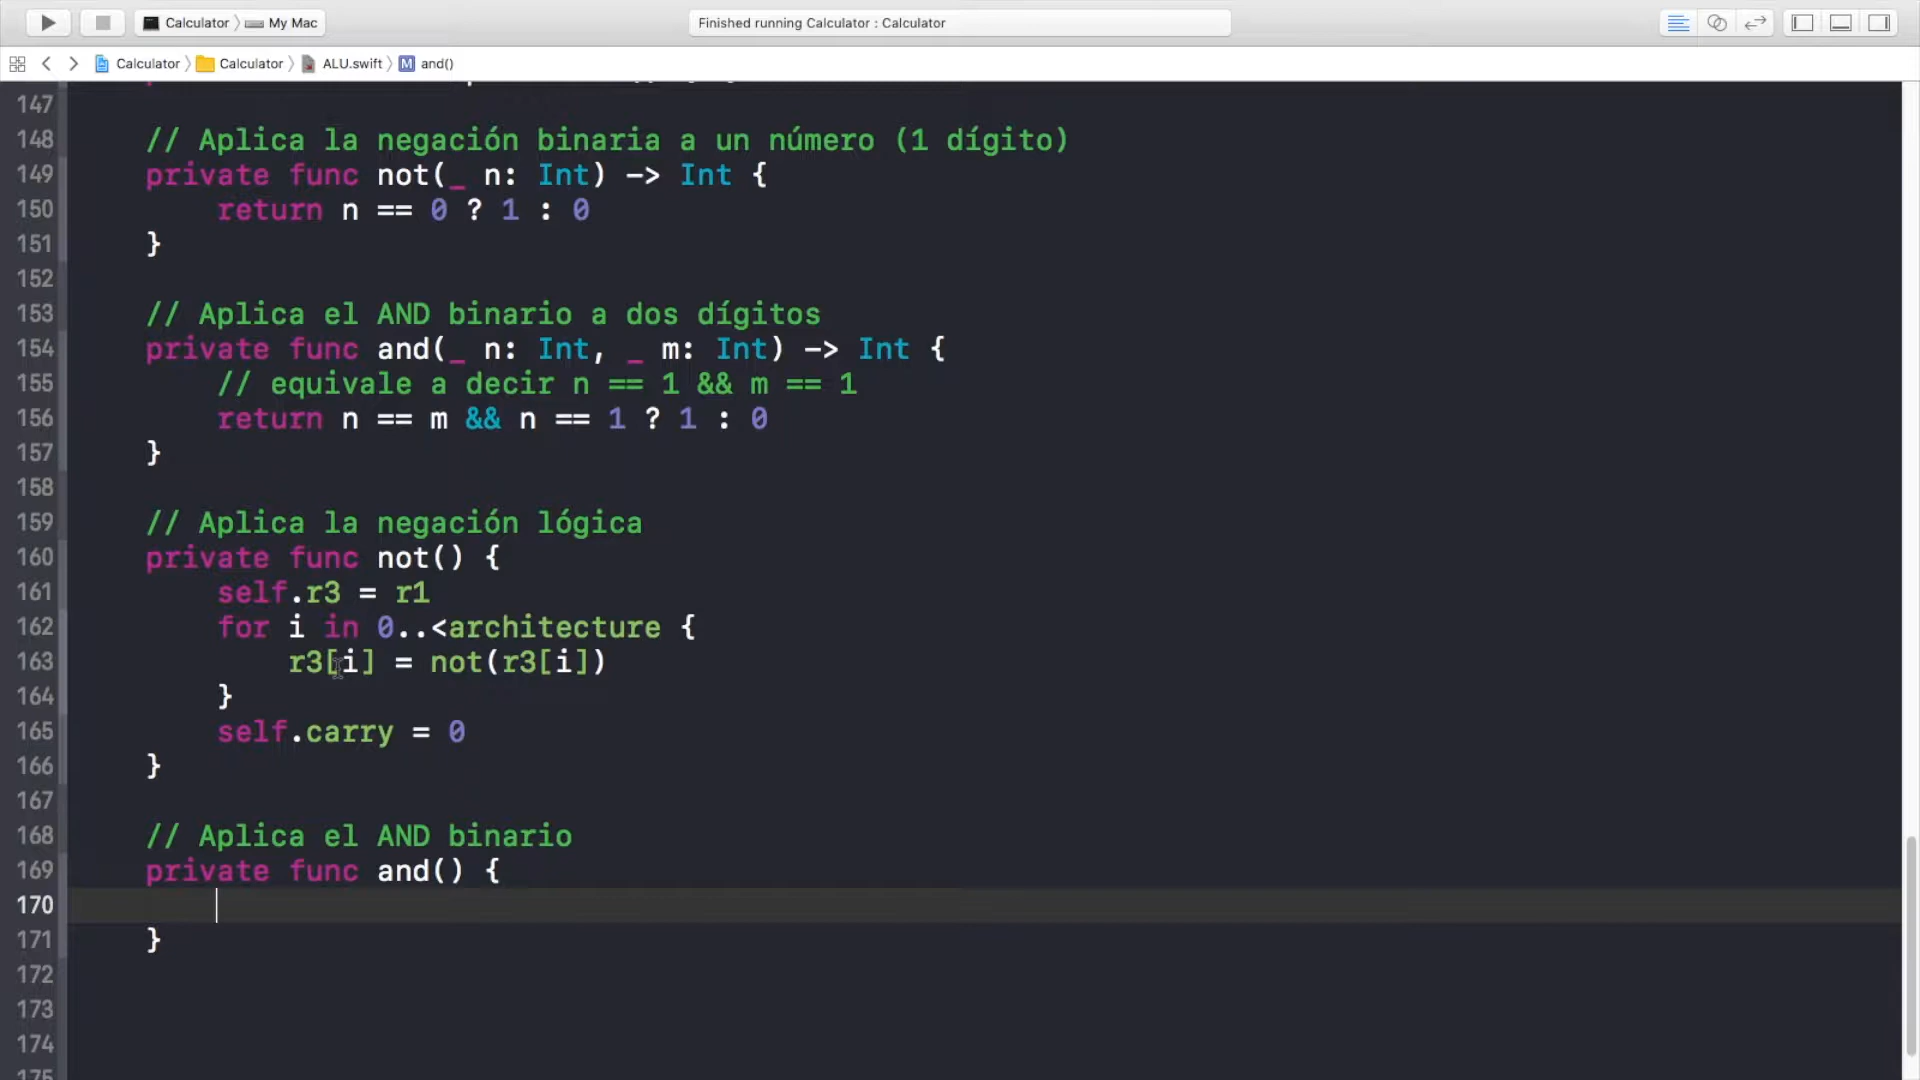 Calculator My Mac
Finished running Calculator : Calculator
Calculator Calculator ALU.swift M and()
147
148 // Aplica la negación binaria a un número (1 dígito)
149 private func not(_ n: Int) -> Int {
150 return n == 0 ? 1 : 0
151 }
152
153 // Aplica el AND binario a dos dígitos
154 private func and(_ n: Int, _ m: Int) -> Int {
155 // equivale a decir n == 1 && m == 1
156 return n == m && n == 1 ? 1 : 0
157 }
158
159 // Aplica la negación lógica
160 private func not() {
161 self.r3 = r1
162 for i in 0..<architecture {
163 r3[i] = not(r3[i])
164 }
165 self.carry = 0
166 }
167
168 // Aplica el AND binario
169 private func and() {
170
171 }
172
173
174
175